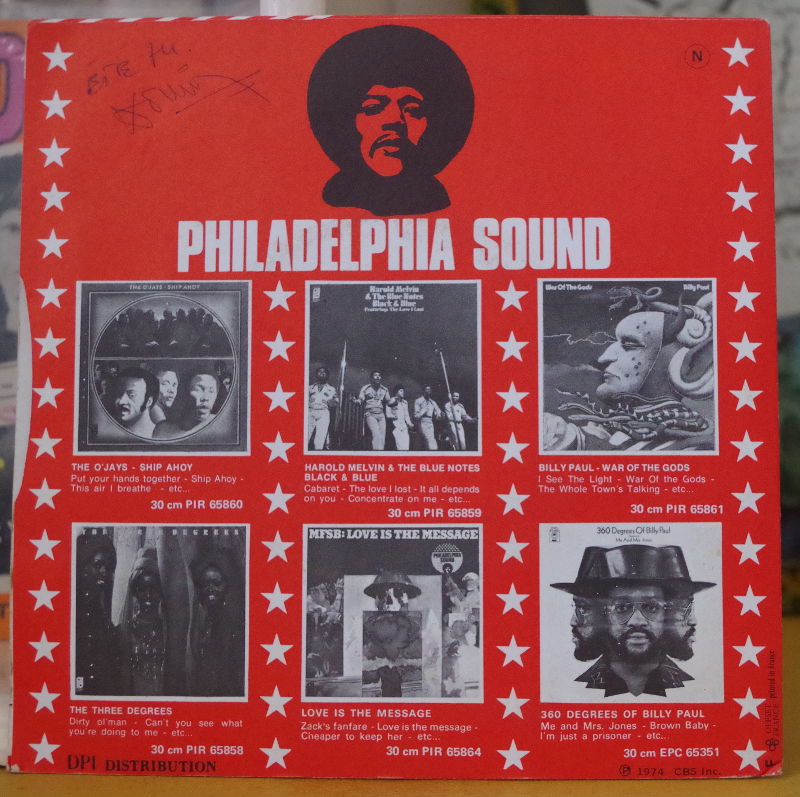 N
PHILADELPHIA SOUND
THE O'JAYS · SHIP AHOY
Harold Melvin
& The Blue Notes
Black & Blue
Featuring: The Love I Lost
War Of The Gods
Billy Paul
THE O'JAYS - SHIP AHOY
Put your hands together - Ship Ahoy -
This air I breathe - etc...
30 cm PIR 65860
HAROLD MELVIN & THE BLUE NOTES
BLACK & BLUE
Cabaret - The love I lost - It all depends
on you - Concentrate on me - etc...
30 cm PIR 65859
BILLY PAUL - WAR OF THE GODS
I See The Light - War Of the Gods -
The Whole Town's Talking - etc...
30 cm PIR 65861
THE THREE DEGREES
MFSB: LOVE IS THE MESSAGE
PHILADELPHIA
SOUND
360 Degrees Of Billy Paul
Me And Mrs. Jones
THE THREE DEGREES
Dirty ol'man - Can't you see what
you're doing to me - etc...
30 cm PIR 65858
LOVE IS THE MESSAGE
Zack's fanfare - Love is the message -
Cheaper to keep her - etc...
30 cm PIR 65864
360 DEGREES OF BILLY PAUL
Me and Mrs. Jones - Brown Baby -
I'm just a prisoner - etc...
30 cm EPC 65351
DPI DISTRIBUTION
℗ 1974 CBS Inc.
Printed in France